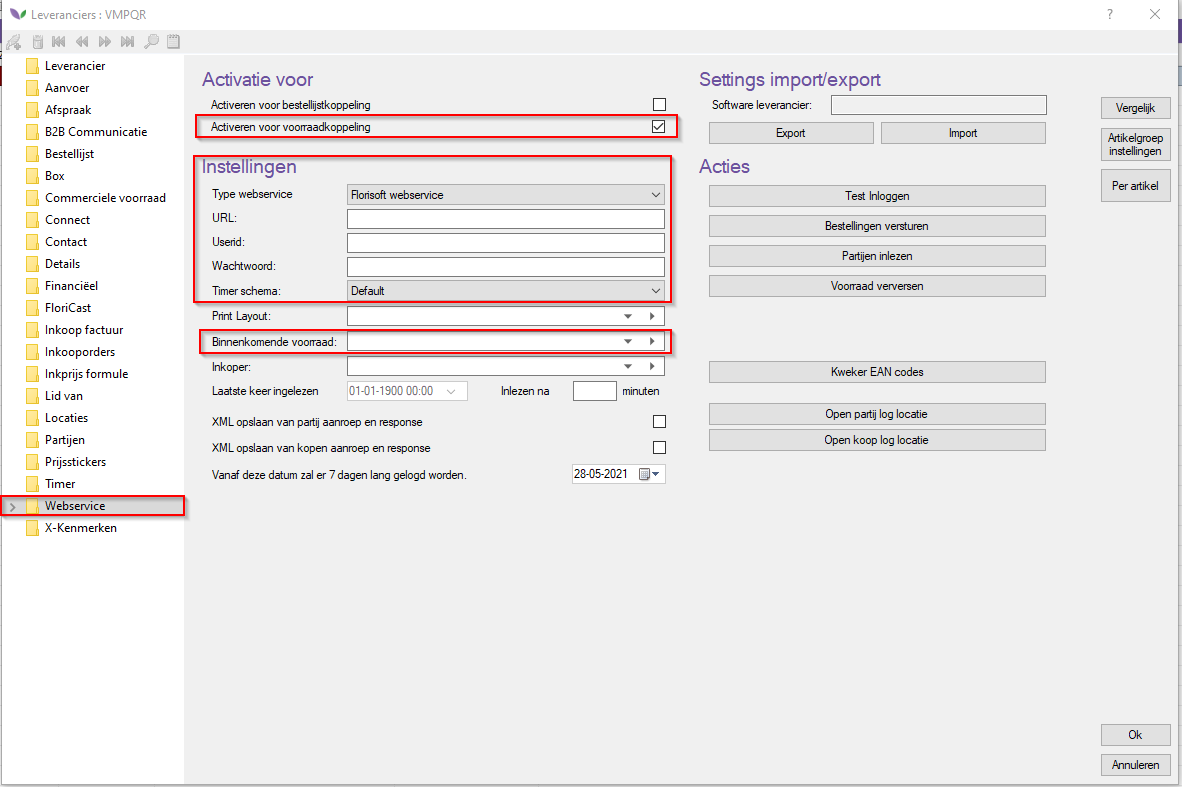 Leveranciers : VMPQR
?
Leverancier
Aanvoer
Afspraak
B2B Communicatie
Bestellijst
Box
Commerciele voorraad
Connect
Contact
Details
Financiëel
FloriCast
Inkoop factuur
Inkooporders
Inkprijs formule
Lid van
Locaties
Partijen
Prijsstickers
Timer
Webservice
X-Kenmerken
Activatie voor
Activeren voor bestellijstkoppeling
Activeren voor voorraadkoppeling
Instellingen
Type webservice Florisoft webservice
URL:
Userid:
Wachtwoord:
Timer schema: Default
Print Layout:
Binnenkomende voorraad:
Inkoper:
Laatste keer ingelezen 01-01-1900 00:00 Inlezen na minuten
XML opslaan van partij aanroep en response
XML opslaan van kopen aanroep en response
Vanaf deze datum zal er 7 dagen lang gelogd worden. 28-05-2021
Settings import/export
Software leverancier:
Export Import
Acties
Test Inloggen
Bestellingen versturen
Partijen inlezen
Voorraad verversen
Kweker EAN codes
Open partij log locatie
Open koop log locatie
Vergelijk
Artikelgroep
instellingen
Per artikel
Ok
Annuleren